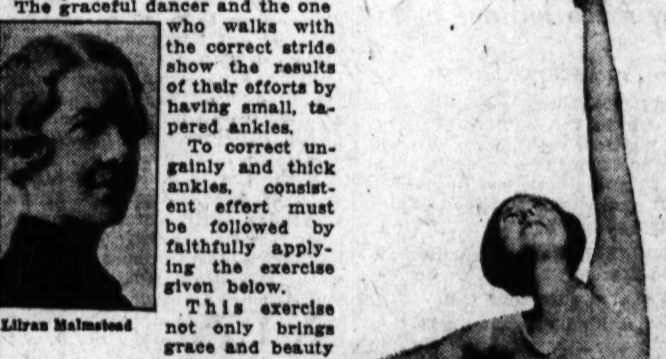 The graceful dancer and the one
who walks with
the correct stride
show the results
of their efforts by
having small, ta-
pered ankles.
To correct un-
gainly and thick
ankles, consist-
ent effort must
be followed by
faithfully apply-
ing the exercise
given below.
This exercise
not only brings
grace and beauty
Lilyan Malmstead